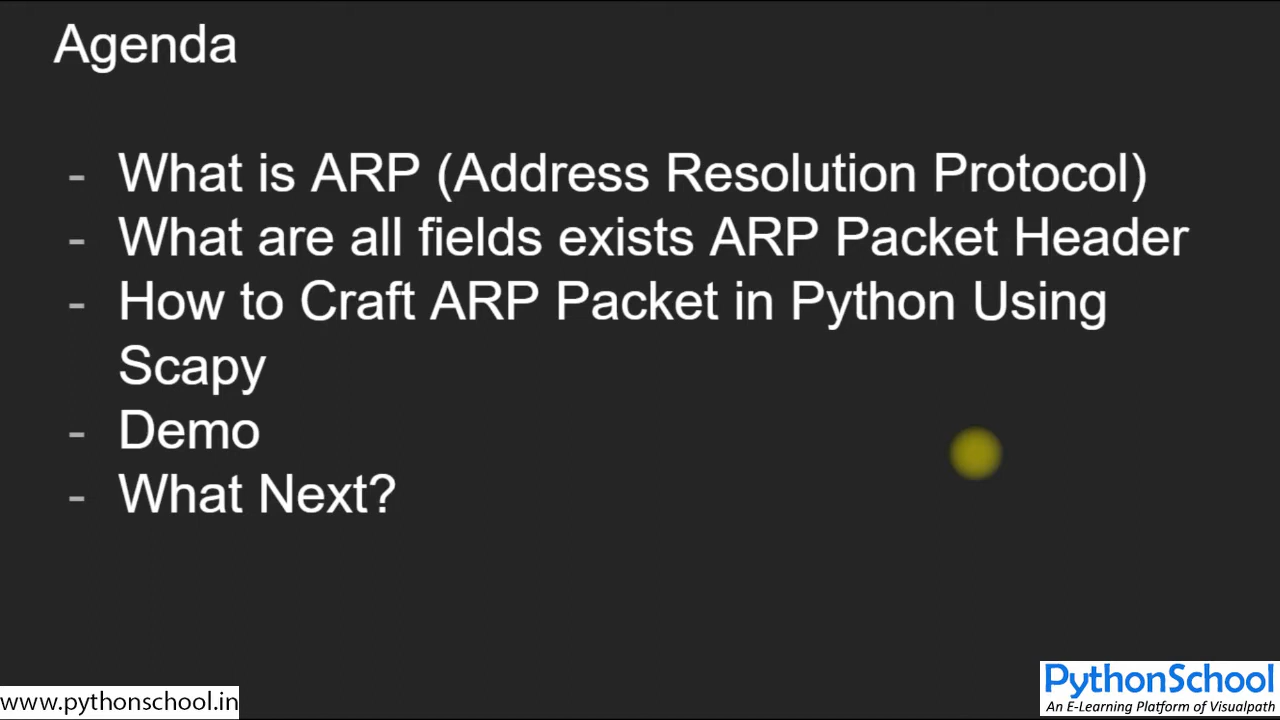 Agenda
- What is ARP (Address Resolution Protocol)
- What are all fields exists ARP Packet Header
- How to Craft ARP Packet in Python Using
Scapy
- Demo
- What Next?
www.pythonschool.in
PythonSchool
An E-Learning Platform of Visualpath